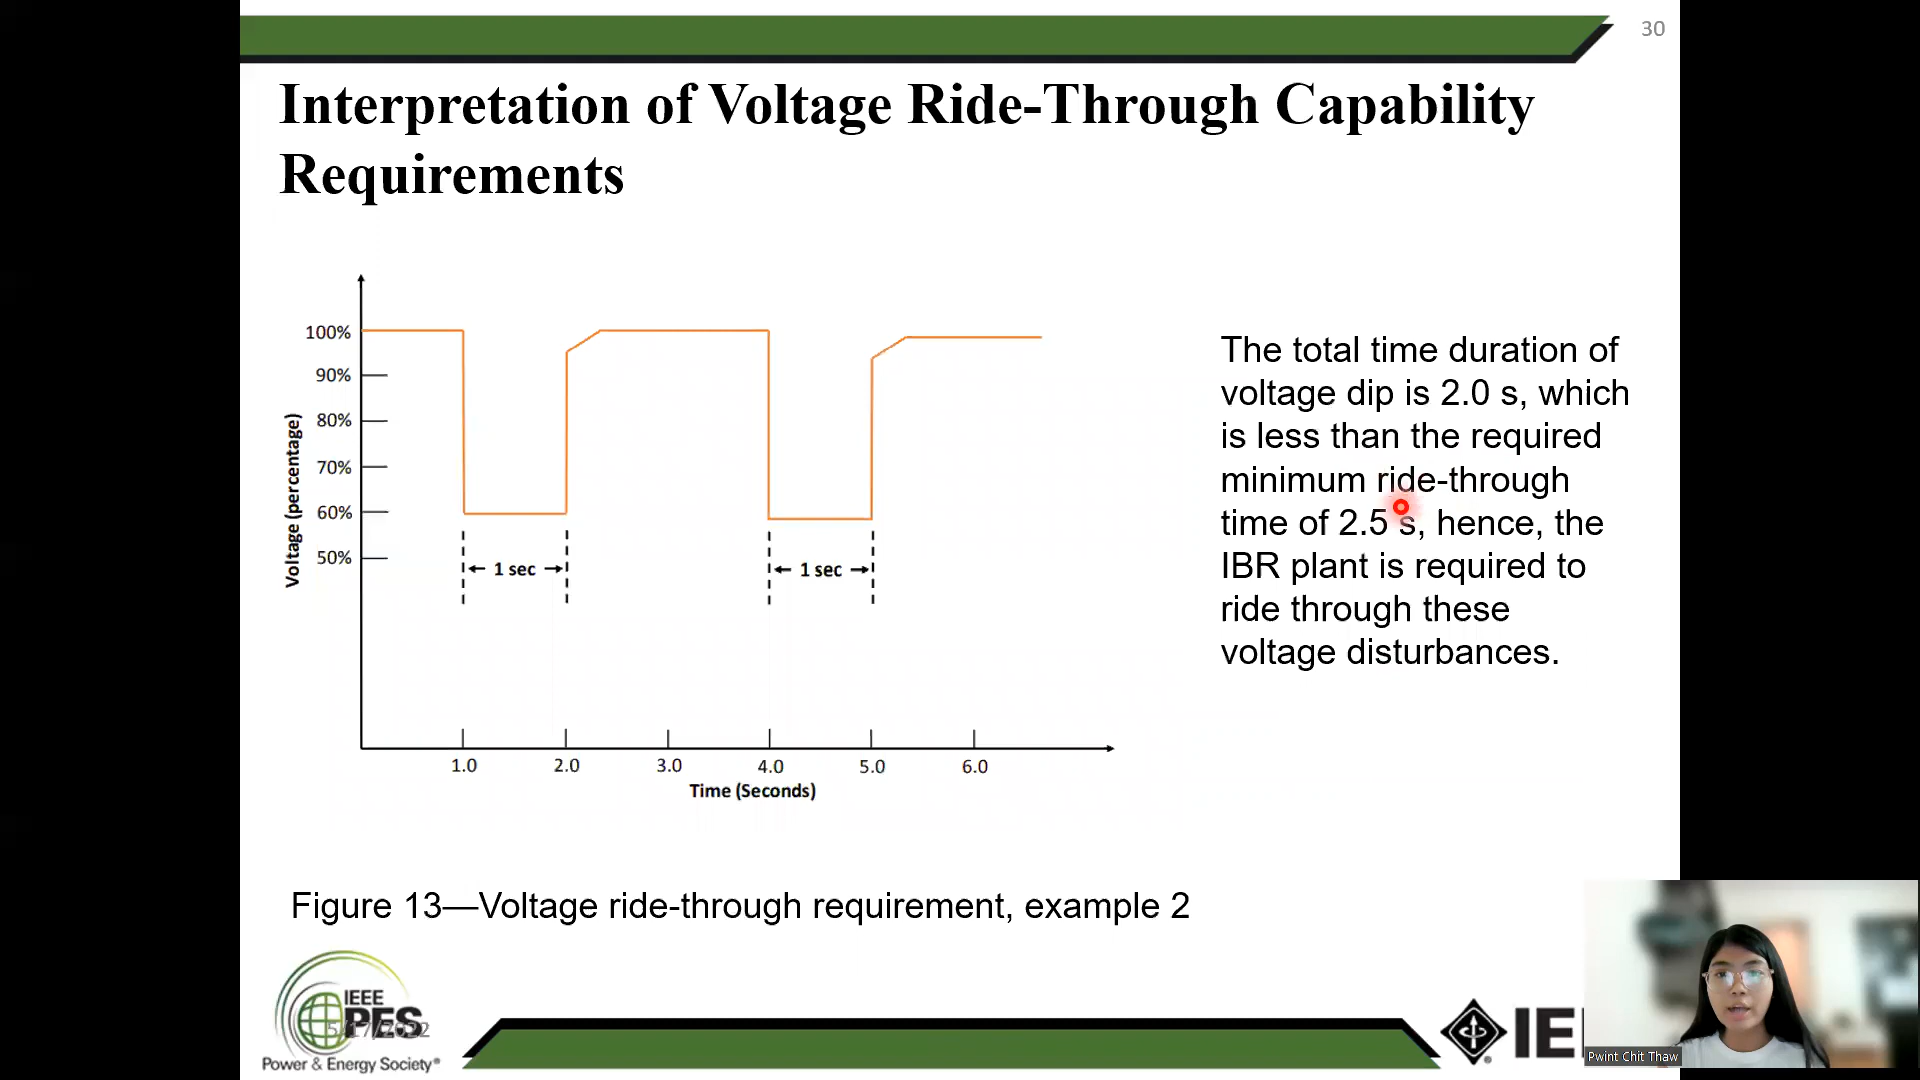 30
Interpretation of Voltage Ride-Through Capability
Requirements
100%
90%
80%
70%
60%
50%
Voltage (percentage)
1 sec
1 sec
1.0
2.0
3.0
4.0
5.0
6.0
Time (Seconds)
The total time duration of
voltage dip is 2.0 s, which
is less than the required
minimum ride-through
time of 2.5 s, hence, the
IBR plant is required to
ride through these
voltage disturbances.
Figure 13—Voltage ride-through requirement, example 2
IEEE
PES
5/17/2022
Power & Energy Society®
IE
Pwint Chit Thaw